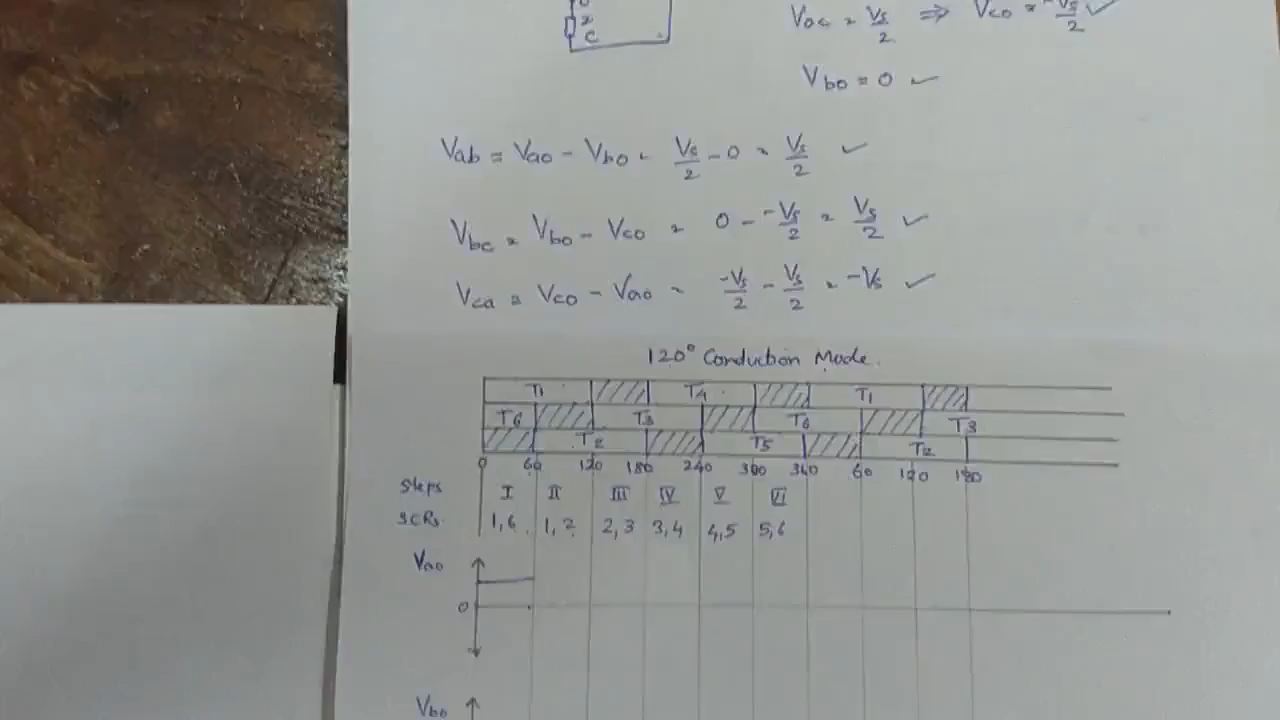 Z
C
Voc = Vs/2 ⇒ Vco = -Vs/2 ✓
Vbo = 0 ✓
Vab = Vao - Vbo = Vs/2 - 0 = Vs/2 ✓
Vbc = Vbo - Vco = 0 - -Vs/2 = Vs/2 ✓
Vca = Vco - Vao = -Vs/2 - Vs/2 = -Vs ✓
120° Conduction Mode.
T1 T4 T1
T6 T3 T6 T3
T2 T5 T2
0 60 120 180 240 300 360 60 120 180
Steps I II III IV V VI
SCRs 1,6 1,2 2,3 3,4 4,5 5,6
Vao
0
Vbo